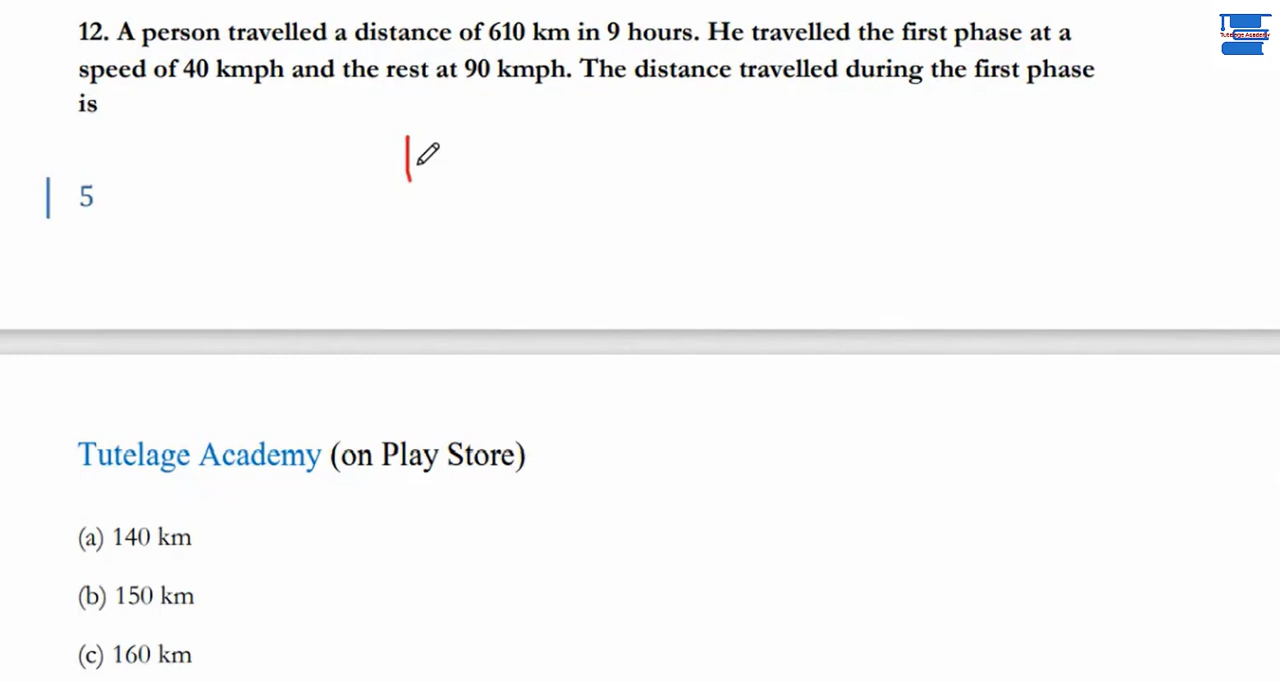 Tutelage Academy
12. A person travelled a distance of 610 km in 9 hours. He travelled the first phase at a
speed of 40 kmph and the rest at 90 kmph. The distance travelled during the first phase
is
| 5
Tutelage Academy (on Play Store)
(a) 140 km
(b) 150 km
(c) 160 km